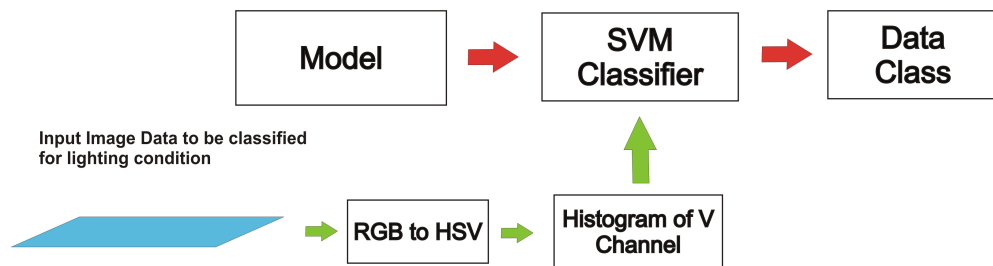 Model
SVM
Classifier
Data
Class
Input Image Data to be classified
for lighting condition
RGB to HSV
Histogram of V
Channel